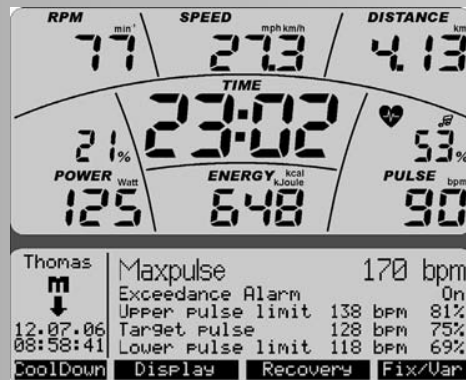 RPM SPEED DISTANCE
min⁻¹ mph km/h km
77 27.3 4.13
TIME
23:02
21% 53%
POWER Watt ENERGY kcal kJoule PULSE bpm
125 648 90
Thomas Maxpulse 170 bpm
m Exceedance Alarm On
Upper pulse limit 138 bpm 81%
12.07.06 Target pulse 128 bpm 75%
08:58:41 Lower pulse limit 118 bpm 69%
CoolDown Display Recovery Fix/Var